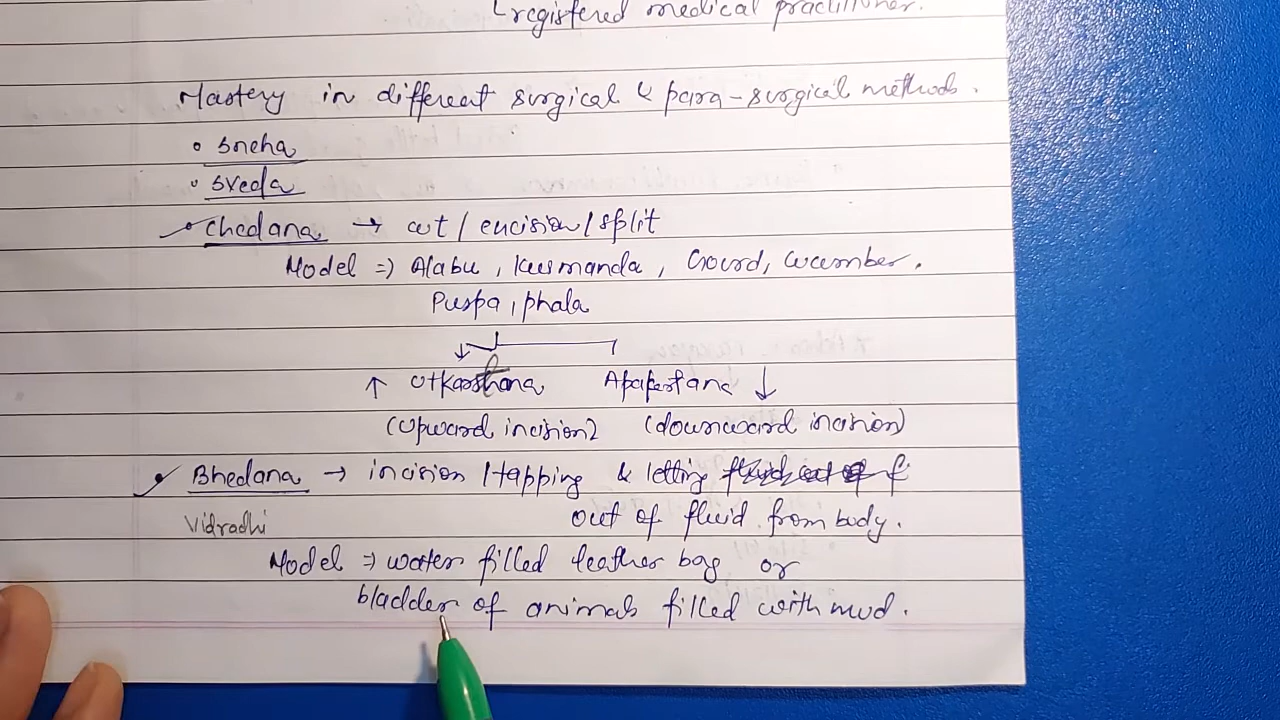 registered medical practitioner.
Mastery in different surgical & para-surgical methods.
• Sneha
• Sveda
Chedana → cut / encision / split
Model => Alabu, Kusmanda, Gourd, cucumber.
Puspa, phala
↑ Utkarshana Apakartana ↓
(Upward incision) (downward incision)
Bhedana → incision / tapping & letting
Vidradhi out of fluid from body.
Model => water filled leather bag or
bladder of animals filled with mud.